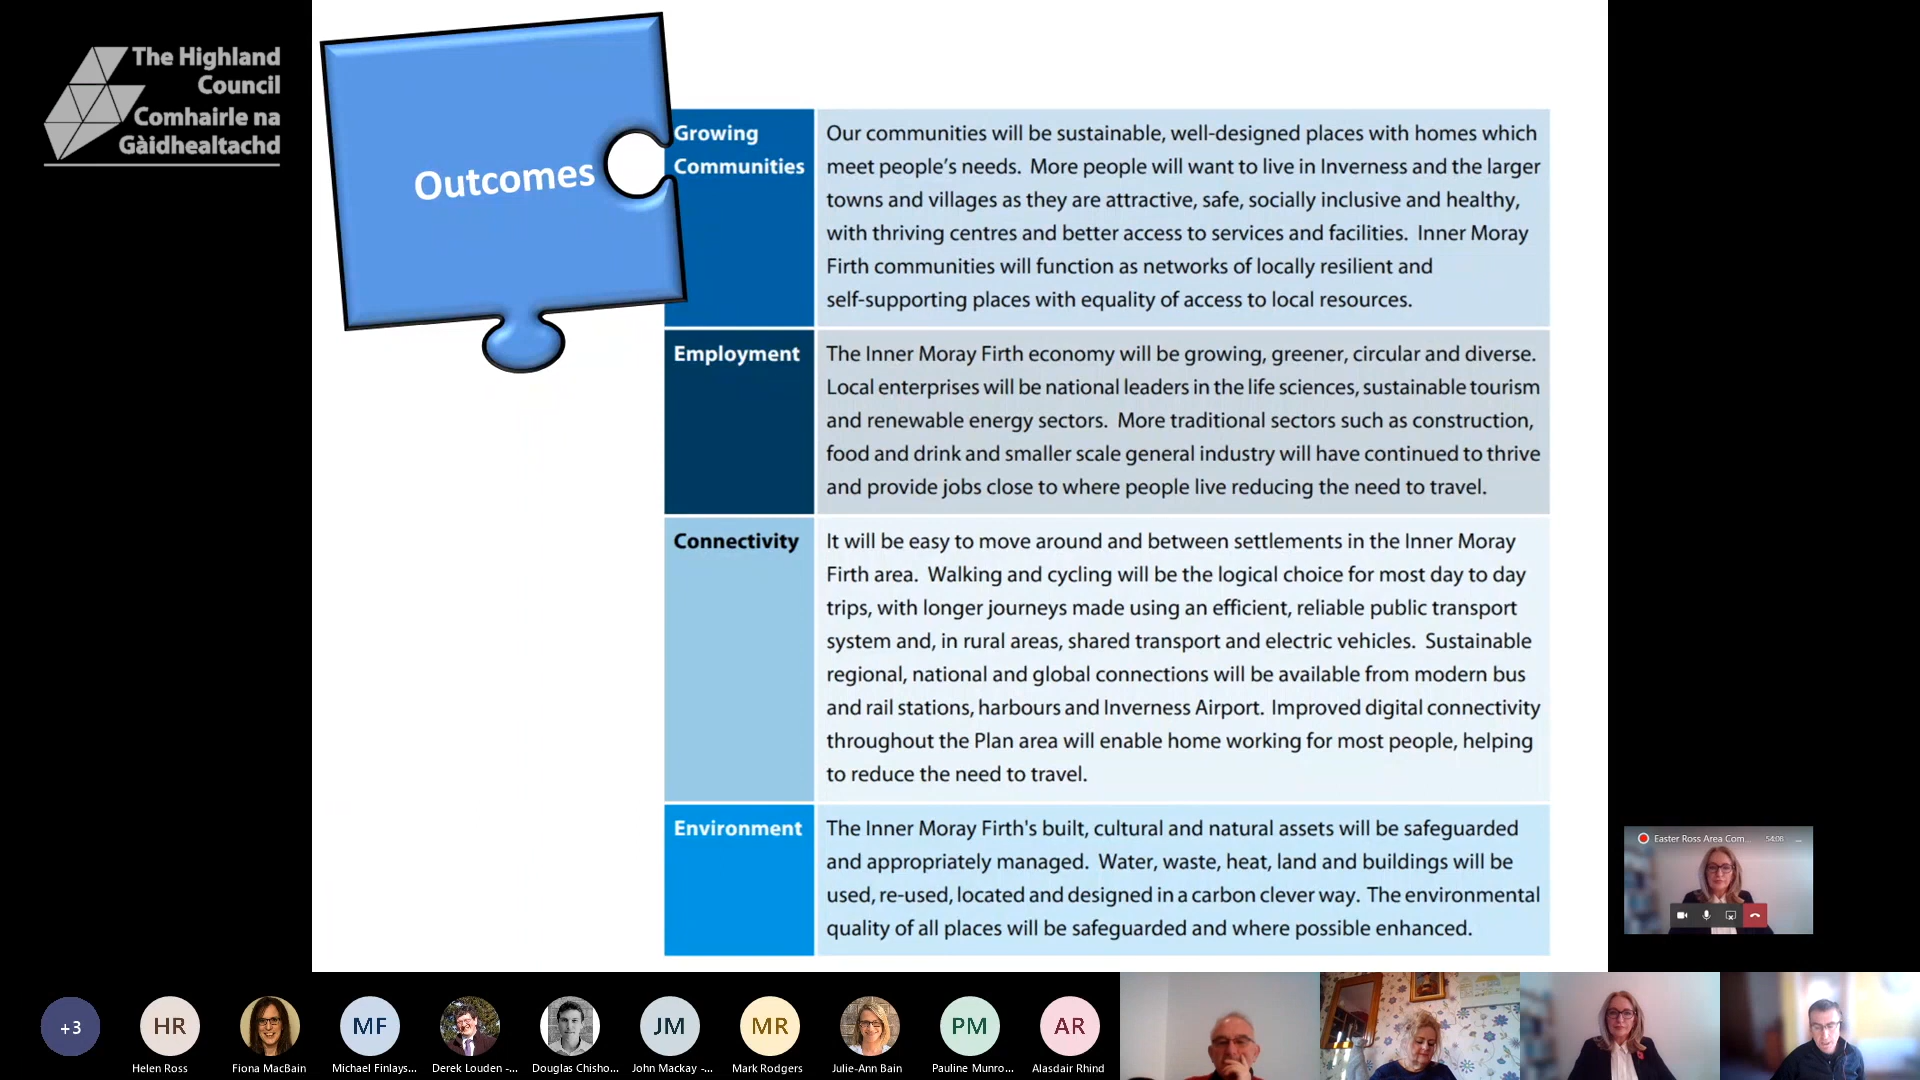 The Highland
Council
Comhairle na
Gàidhealtachd
Outcomes
Growing
Communities
Our communities will be sustainable, well-designed places with homes which
meet people's needs. More people will want to live in Inverness and the larger
towns and villages as they are attractive, safe, socially inclusive and healthy,
with thriving centres and better access to services and facilities. Inner Moray
Firth communities will function as networks of locally resilient and
self-supporting places with equality of access to local resources.
Employment
The Inner Moray Firth economy will be growing, greener, circular and diverse.
Local enterprises will be national leaders in the life sciences, sustainable tourism
and renewable energy sectors. More traditional sectors such as construction,
food and drink and smaller scale general industry will have continued to thrive
and provide jobs close to where people live reducing the need to travel.
Connectivity
It will be easy to move around and between settlements in the Inner Moray
Firth area. Walking and cycling will be the logical choice for most day to day
trips, with longer journeys made using an efficient, reliable public transport
system and, in rural areas, shared transport and electric vehicles. Sustainable
regional, national and global connections will be available from modern bus
and rail stations, harbours and Inverness Airport. Improved digital connectivity
throughout the Plan area will enable home working for most people, helping
to reduce the need to travel.
Environment
The Inner Moray Firth's built, cultural and natural assets will be safeguarded
and appropriately managed. Water, waste, heat, land and buildings will be
used, re-used, located and designed in a carbon clever way. The environmental
quality of all places will be safeguarded and where possible enhanced.
Easter Ross Area Com... 54:08 ...
+3
HR
MF
JM
MR
PM
AR
Helen Ross
Fiona MacBain
Michael Finlays...
Derek Louden -...
Douglas Chisho...
John Mackay -...
Mark Rodgers
Julie-Ann Bain
Pauline Munro...
Alasdair Rhind